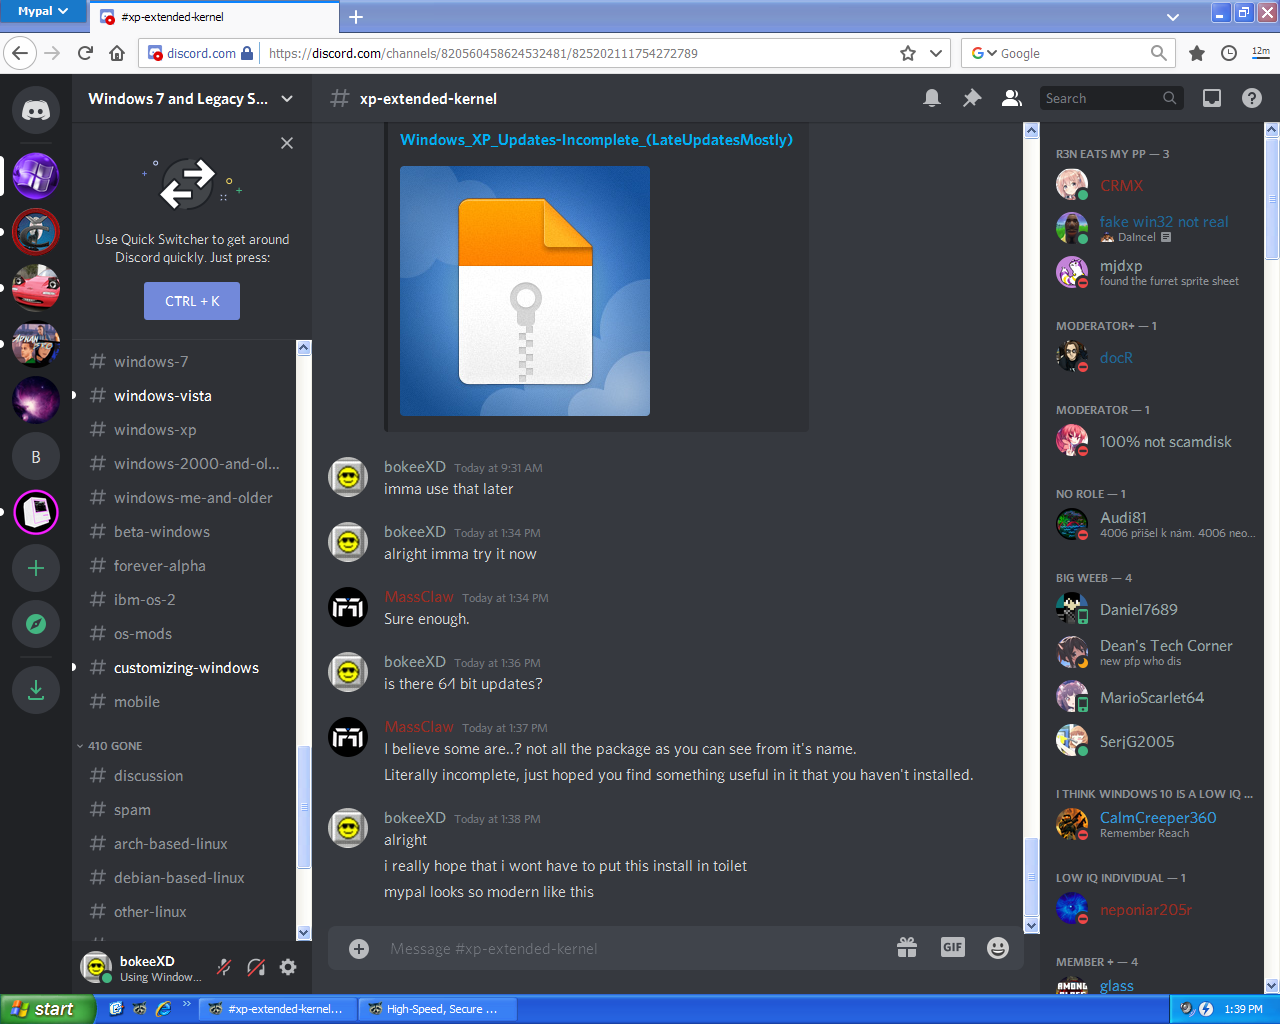 Mypal
#xp-extended-kernel
discord.com
https://discord.com/channels/820560458624532481/825202111754272789
Google
12m
Windows 7 and Legacy S...
Use Quick Switcher to get around
Discord quickly. Just press:
CTRL + K
windows-7
windows-vista
windows-xp
windows-2000-and-ol...
windows-me-and-older
beta-windows
forever-alpha
ibm-os-2
os-mods
customizing-windows
mobile
410 GONE
discussion
spam
arch-based-linux
debian-based-linux
other-linux
B
bokeeXD
Using Window...
xp-extended-kernel
Search
Windows_XP_Updates-Incomplete_(LateUpdatesMostly)
bokeeXD Today at 9:31 AM
imma use that later
bokeeXD Today at 1:34 PM
alright imma try it now
MassClaw Today at 1:34 PM
Sure enough.
bokeeXD Today at 1:36 PM
is there 64 bit updates?
MassClaw Today at 1:37 PM
I believe some are..? not all the package as you can see from it's name.
Literally incomplete, just hoped you find something useful in it that you haven't installed.
bokeeXD Today at 1:38 PM
alright
i really hope that i wont have to put this install in toilet
mypal looks so modern like this
Message #xp-extended-kernel
GIF
R3N EATS MY PP — 3
CRMX
fake win32 not real
DaIncel
mjdxp
found the furret sprite sheet
MODERATOR+ — 1
docR
MODERATOR — 1
100% not scamdisk
NO ROLE — 1
Audi81
4006 přišel k nám. 4006 neo...
BIG WEEB — 4
Daniel7689
Dean's Tech Corner
new pfp who dis
MarioScarlet64
SerjG2005
I THINK WINDOWS 10 IS A LOW IQ ...
CalmCreeper360
Remember Reach
LOW IQ INDIVIDUAL — 1
neponiar205r
MEMBER + — 4
glass
AMONG
start
#xp-extended-kernel...
High-Speed, Secure ...
1:39 PM